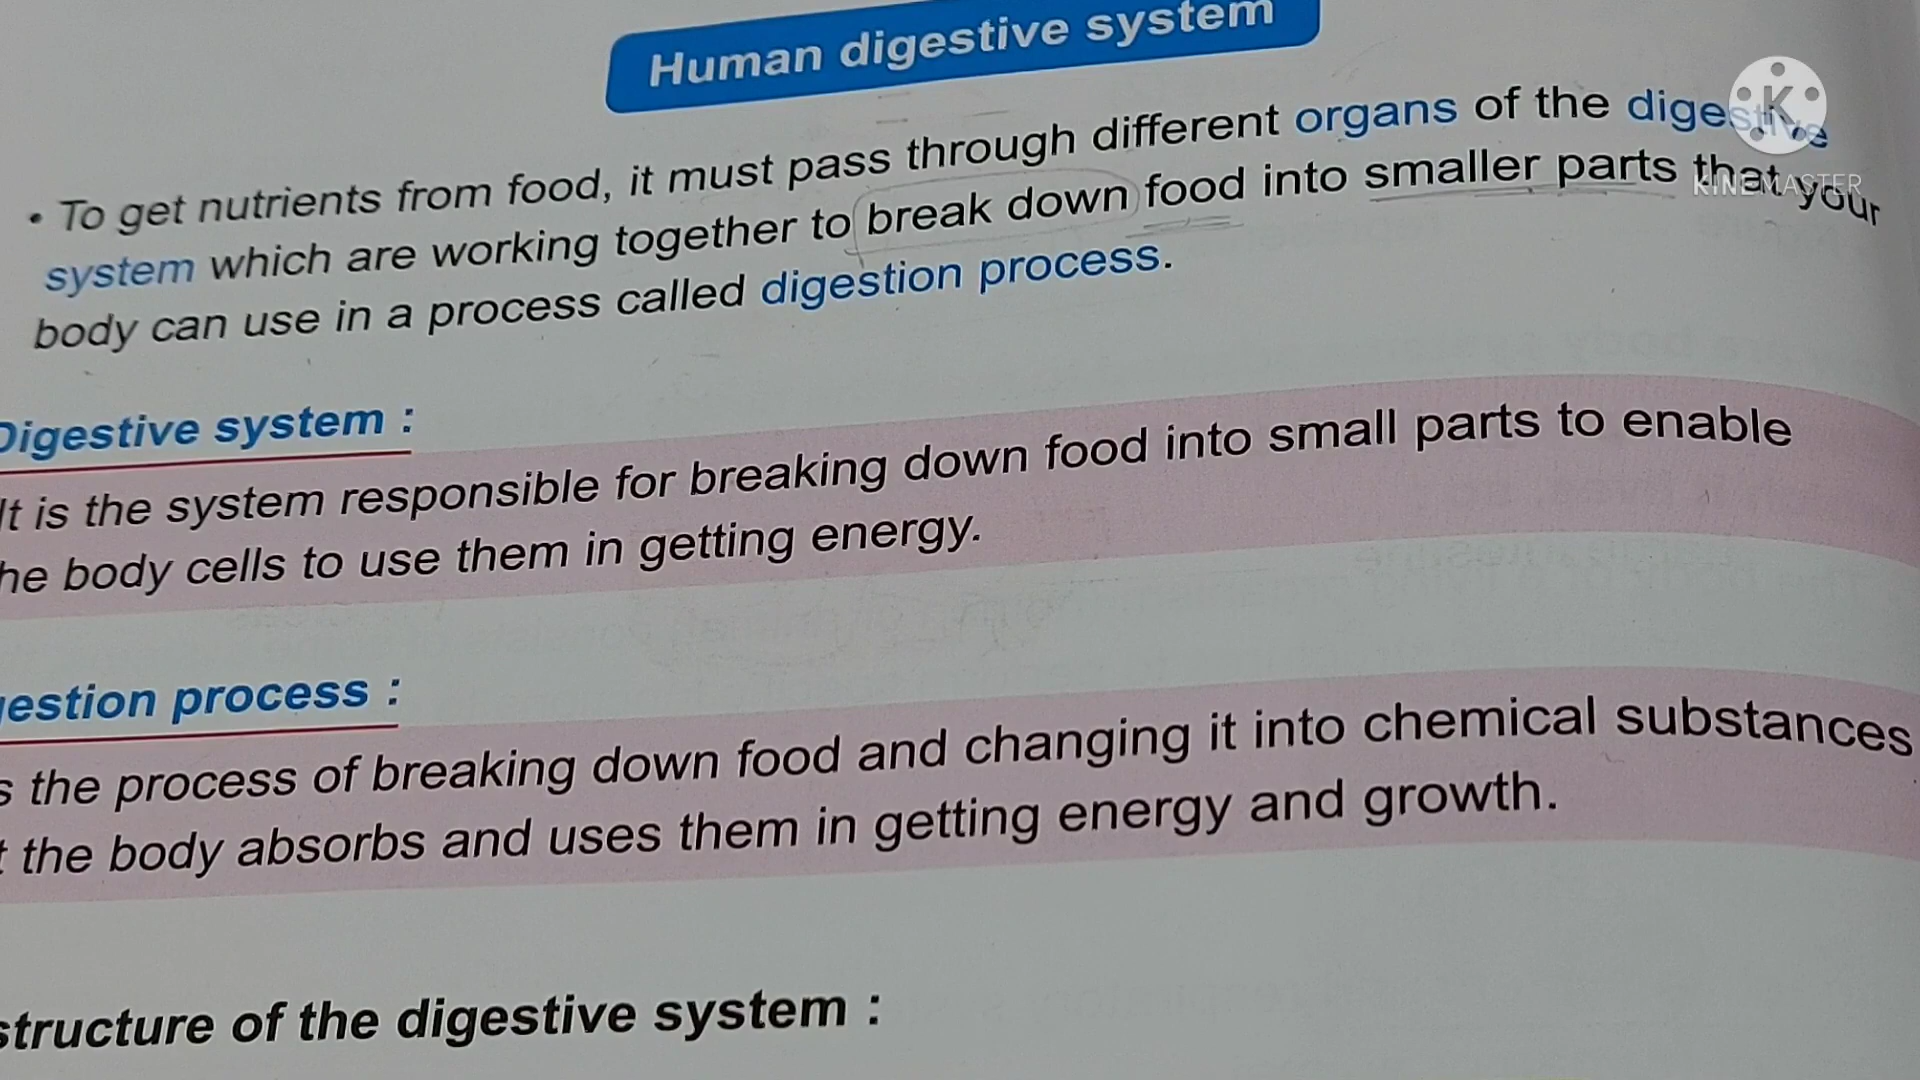 Human digestive system
• To get nutrients from food, it must pass through different organs of the digestive
system which are working together to break down food into smaller parts that your
body can use in a process called digestion process.
Digestive system :
It is the system responsible for breaking down food into small parts to enable
he body cells to use them in getting energy.
gestion process :
s the process of breaking down food and changing it into chemical substances
t the body absorbs and uses them in getting energy and growth.
structure of the digestive system :
K
KINEMASTER